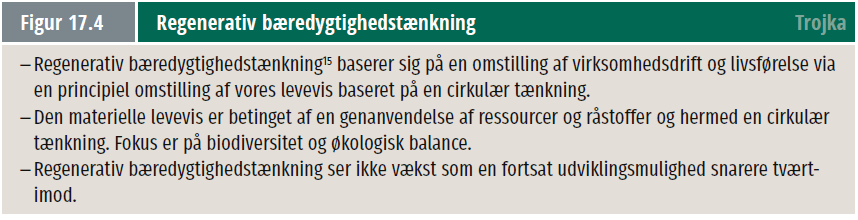 Figur 17.4 Regenerativ bæredygtighedstænkning Trojka
– Regenerativ bæredygtighedstænkning¹⁵ baserer sig på en omstilling af virksomhedsdrift og livsførelse via
en principiel omstilling af vores levevis baseret på en cirkulær tænkning.
– Den materielle levevis er betinget af en genanvendelse af ressourcer og råstoffer og hermed en cirkulær
tænkning. Fokus er på biodiversitet og økologisk balance.
– Regenerativ bæredygtighedstænkning ser ikke vækst som en fortsat udviklingsmulighed snarere tvært-
imod.